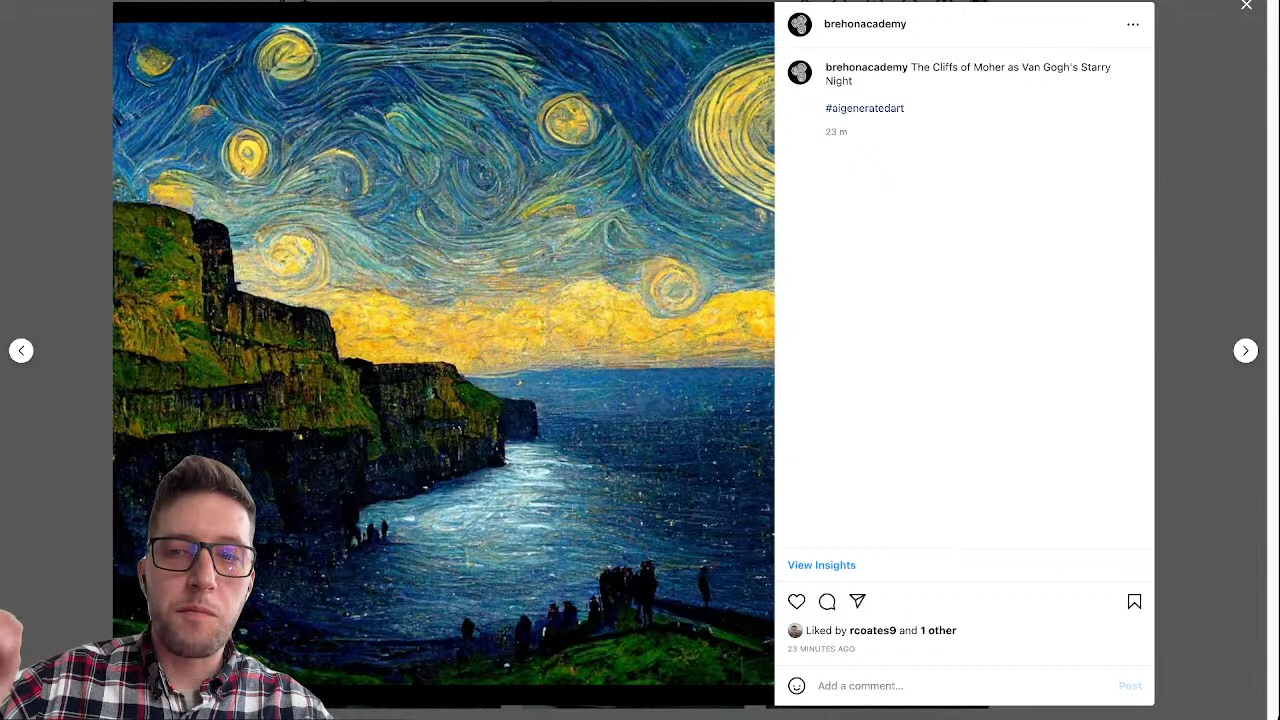 brehonacademy
brehonacademy The Cliffs of Moher as Van Gogh's Starry
Night
#aigeneratedart
23 m
View Insights
Liked by rcoates9 and 1 other
23 MINUTES AGO
Add a comment...
Post